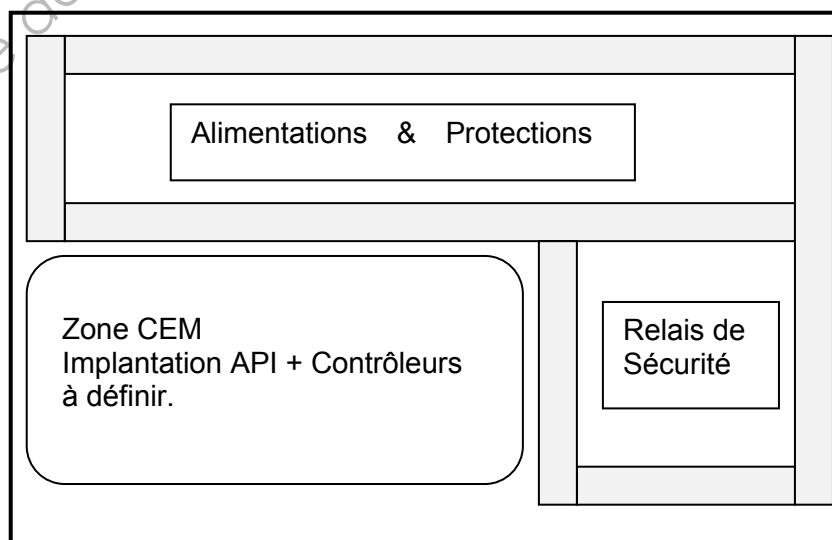 Alimentations & Protections
Zone CEM
Implantation API + Contrôleurs
à définir.
Relais de
Sécurité